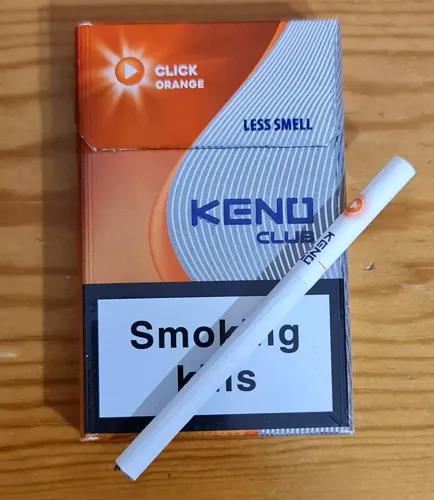 CLICK
ORANGE
LESS SMELL
KENO
CLUB
KENO
Smoking
kills